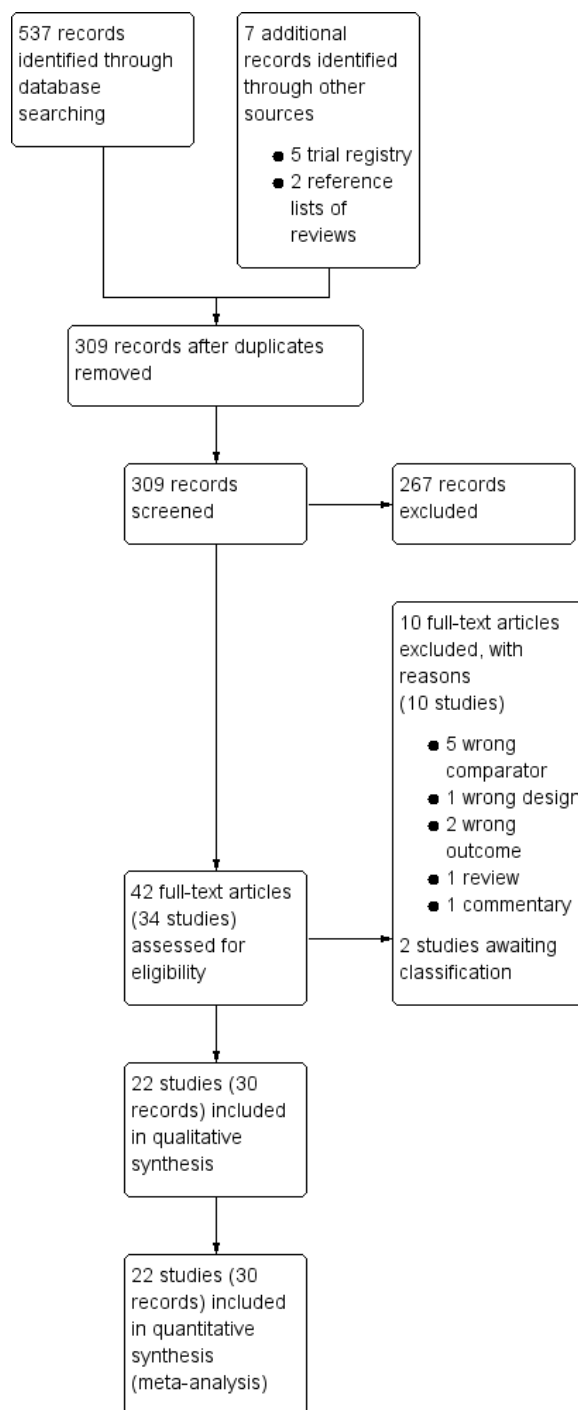 537 records
identified through
database
searching
7 additional
records identified
through other
sources
● 5 trial registry
● 2 reference
lists of
reviews
309 records after duplicates
removed
309 records
screened
267 records
excluded
10 full-text articles
excluded, with
reasons
(10 studies)
● 5 wrong
comparator
● 1 wrong design
● 2 wrong
outcome
● 1 review
● 1 commentary
2 studies awaiting
classification
42 full-text articles
(34 studies)
assessed for
eligibility
22 studies (30
records) included
in qualitative
synthesis
22 studies (30
records) included
in quantitative
synthesis
(meta-analysis)